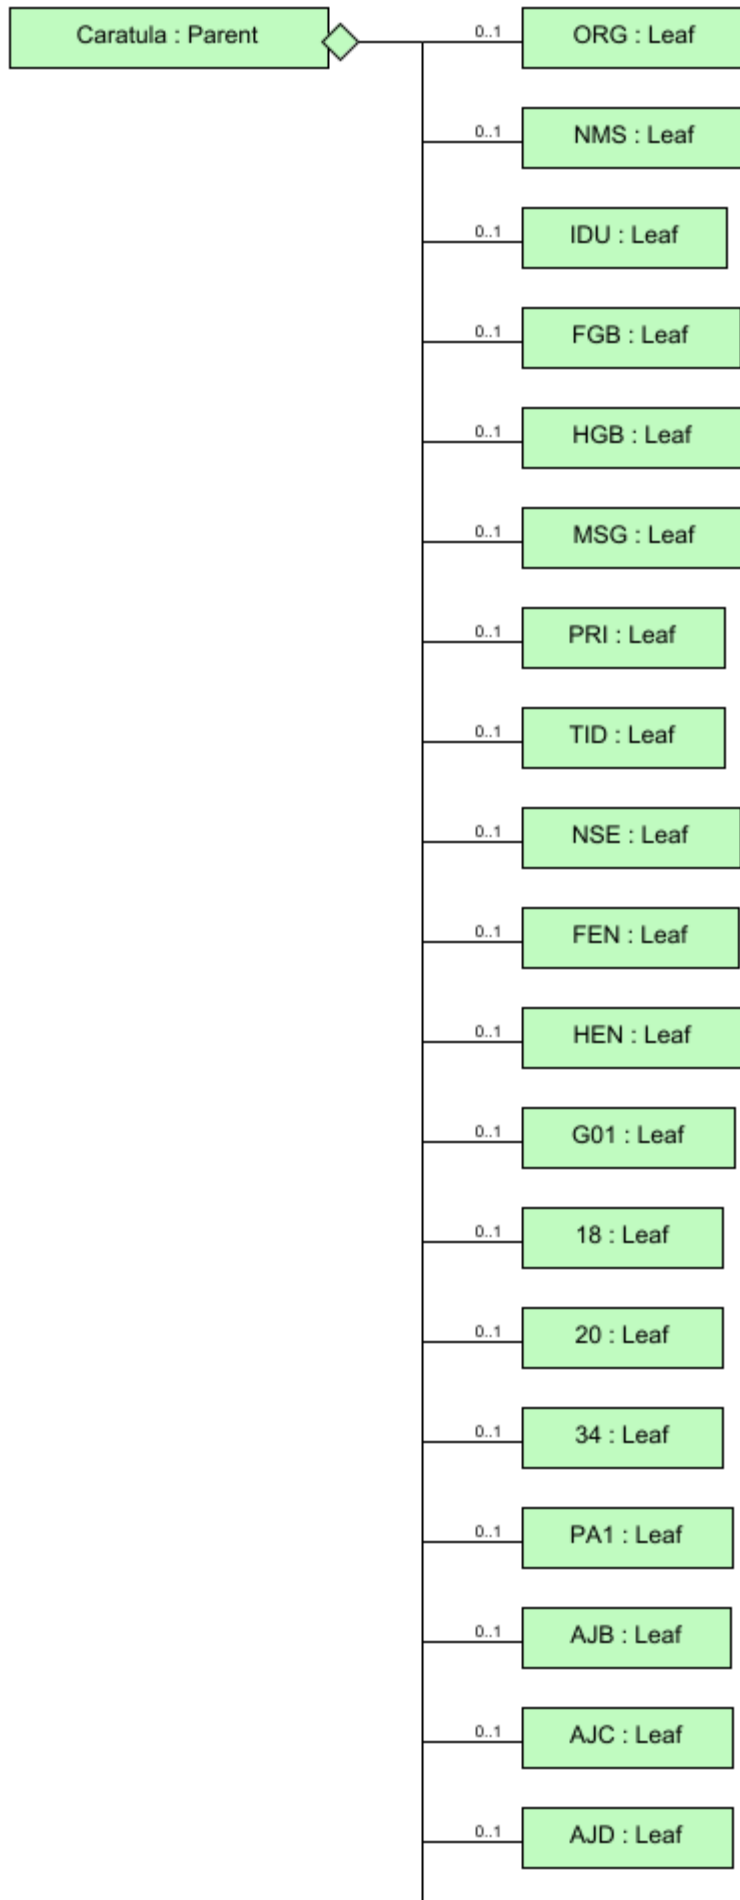 Caratula : Parent
0..1
ORG : Leaf
0..1
NMS : Leaf
0..1
IDU : Leaf
0..1
FGB : Leaf
0..1
HGB : Leaf
0..1
MSG : Leaf
0..1
PRI : Leaf
0..1
TID : Leaf
0..1
NSE : Leaf
0..1
FEN : Leaf
0..1
HEN : Leaf
0..1
G01 : Leaf
0..1
18 : Leaf
0..1
20 : Leaf
0..1
34 : Leaf
0..1
PA1 : Leaf
0..1
AJB : Leaf
0..1
AJC : Leaf
0..1
AJD : Leaf